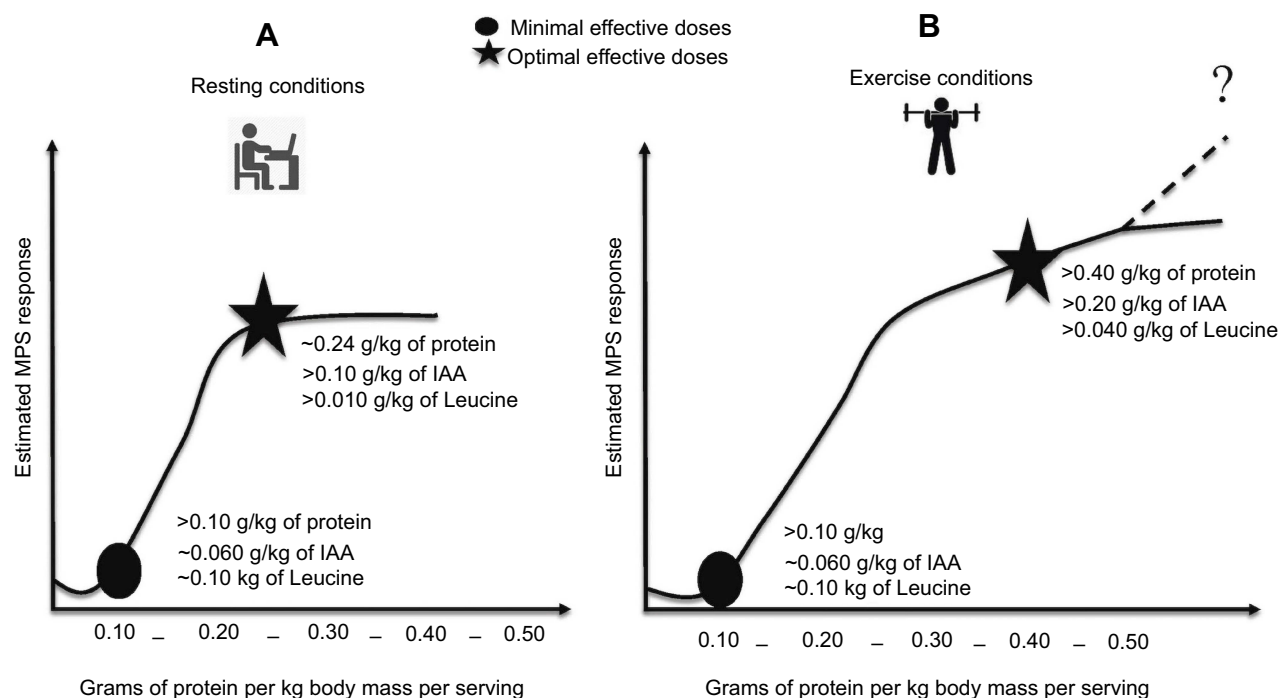 A
Minimal effective doses
Optimal effective doses
B
Resting conditions
Exercise conditions
?
Estimated MPS response
~0.24 g/kg of protein
>0.10 g/kg of IAA
>0.010 g/kg of Leucine
>0.10 g/kg of protein
~0.060 g/kg of IAA
~0.10 kg of Leucine
0.10 – 0.20 – 0.30 – 0.40 – 0.50
Grams of protein per kg body mass per serving
Estimated MPS response
>0.40 g/kg of protein
>0.20 g/kg of IAA
>0.040 g/kg of Leucine
>0.10 g/kg
~0.060 g/kg of IAA
~0.10 kg of Leucine
0.10 – 0.20 – 0.30 – 0.40 – 0.50
Grams of protein per kg body mass per serving